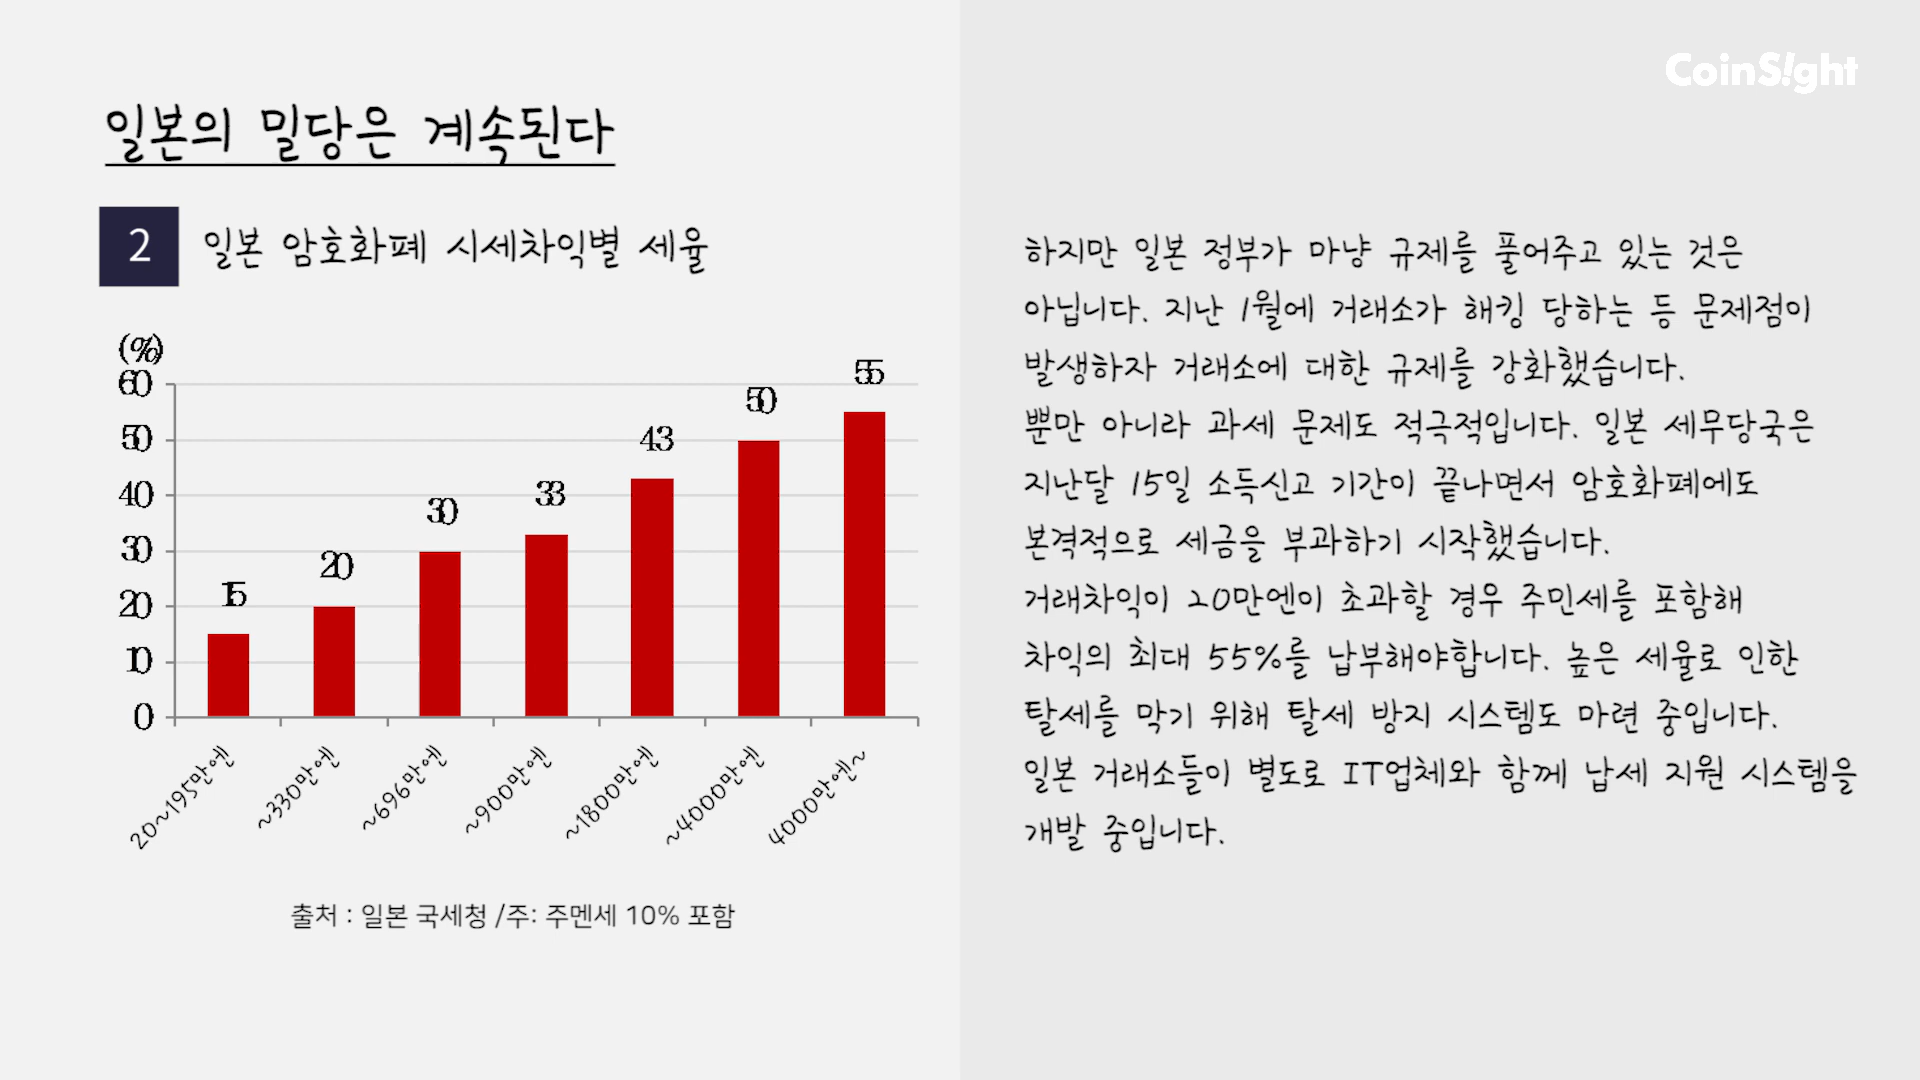 CoinS!ght
일본의 밀당은 계속된다
2 일본 암호화폐 시세차익별 세율
(%)
60
50
40
30
20
10
0
15
20
30
33
43
50
55
20~195만엔
~330만엔
~696만엔
~900만엔
~1800만엔
~4000만엔
4000만엔~
출처 : 일본 국세청 /주: 주멘세 10% 포함
하지만 일본 정부가 마냥 규제를 풀어주고 있는 것은
아닙니다. 지난 1월에 거래소가 해킹 당하는 등 문제점이
발생하자 거래소에 대한 규제를 강화했습니다.
뿐만 아니라 과세 문제도 적극적입니다. 일본 세무당국은
지난달 15일 소득신고 기간이 끝나면서 암호화폐에도
본격적으로 세금을 부과하기 시작했습니다.
거래차익이 20만엔이 초과할 경우 주민세를 포함해
차익의 최대 55%를 납부해야합니다. 높은 세율로 인한
탈세를 막기 위해 탈세 방지 시스템도 마련 중입니다.
일본 거래소들이 별도로 IT업체와 함께 납세 지원 시스템을
개발 중입니다.